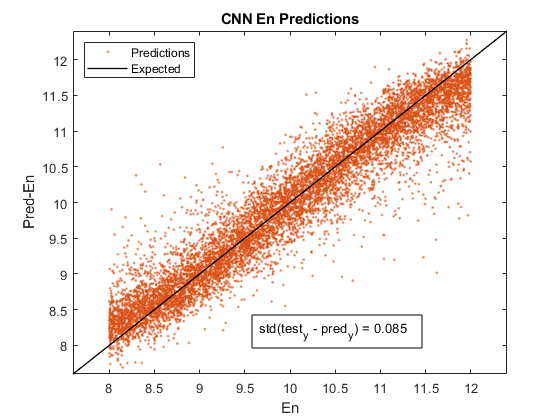 CNN En Predictions
Predictions
Expected
12
11.5
11
10.5
10
9.5
9
8.5
8
Pred-En
std(test_y - pred_y) = 0.085
8 8.5 9 9.5 10 10.5 11 11.5 12
En